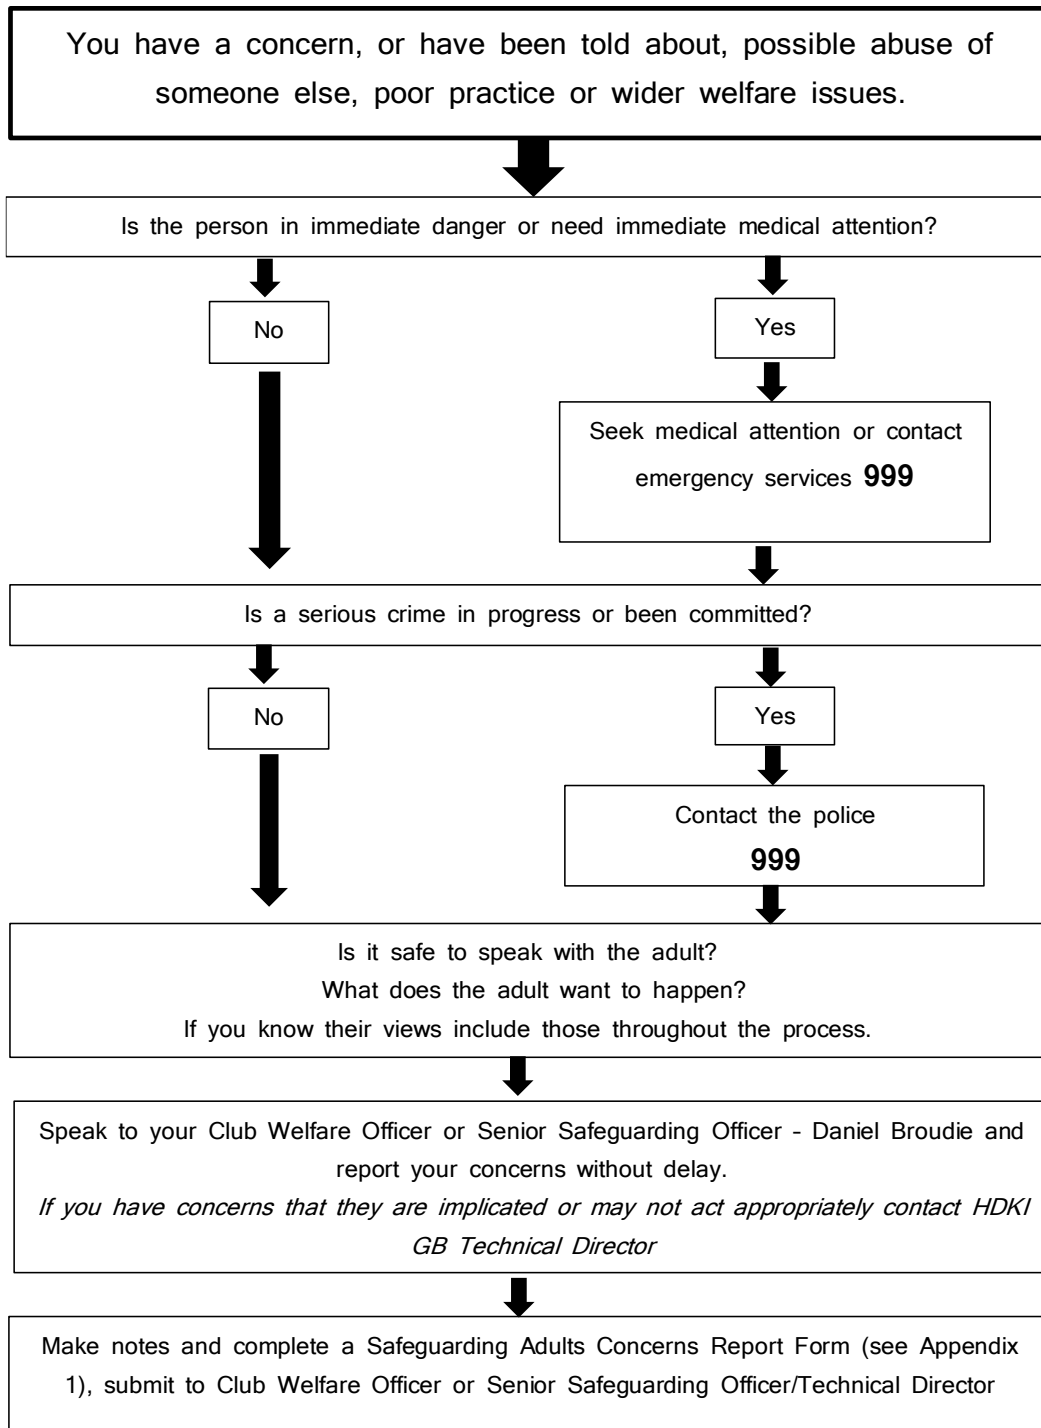 You have a concern, or have been told about, possible abuse of
someone else, poor practice or wider welfare issues.
Is the person in immediate danger or need immediate medical attention?
No
Yes
Seek medical attention or contact
emergency services 999
Is a serious crime in progress or been committed?
No
Yes
Contact the police
999
Is it safe to speak with the adult?
What does the adult want to happen?
If you know their views include those throughout the process.
Speak to your Club Welfare Officer or Senior Safeguarding Officer - Daniel Broudie and
report your concerns without delay.
If you have concerns that they are implicated or may not act appropriately contact HDKI
GB Technical Director
Make notes and complete a Safeguarding Adults Concerns Report Form (see Appendix
1), submit to Club Welfare Officer or Senior Safeguarding Officer/Technical Director